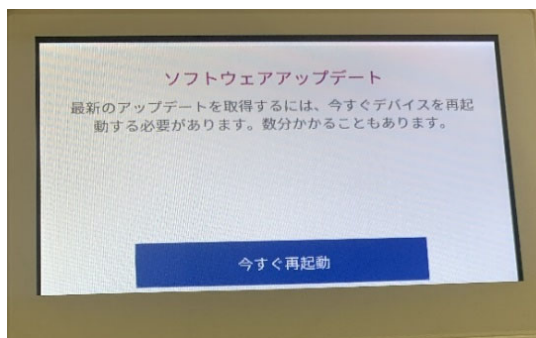 ソフトウェアアップデート
最新のアップデートを取得するには、今すぐデバイスを再起
動する必要があります。数分かかることもあります。
今すぐ再起動